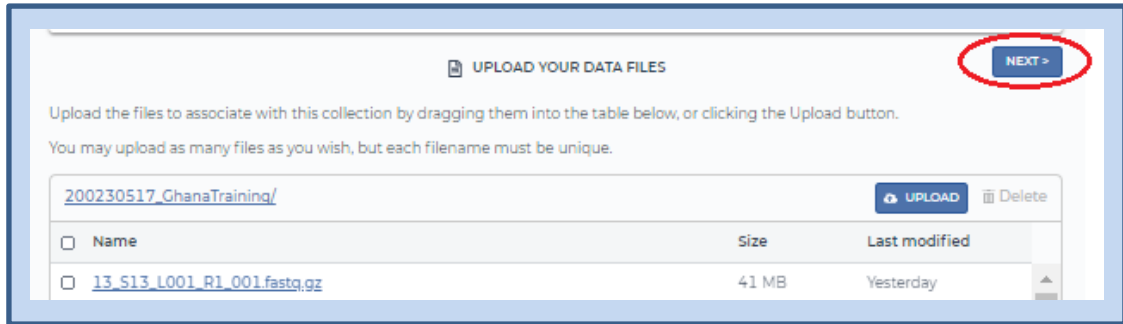 UPLOAD YOUR DATA FILES
NEXT >
Upload the files to associate with this collection by dragging them into the table below, or clicking the Upload button.
You may upload as many files as you wish, but each filename must be unique.
200230517_GhanaTraining/ UPLOAD Delete
Name Size Last modified
13_S13_L001_R1_001.fastq.gz 41 MB Yesterday